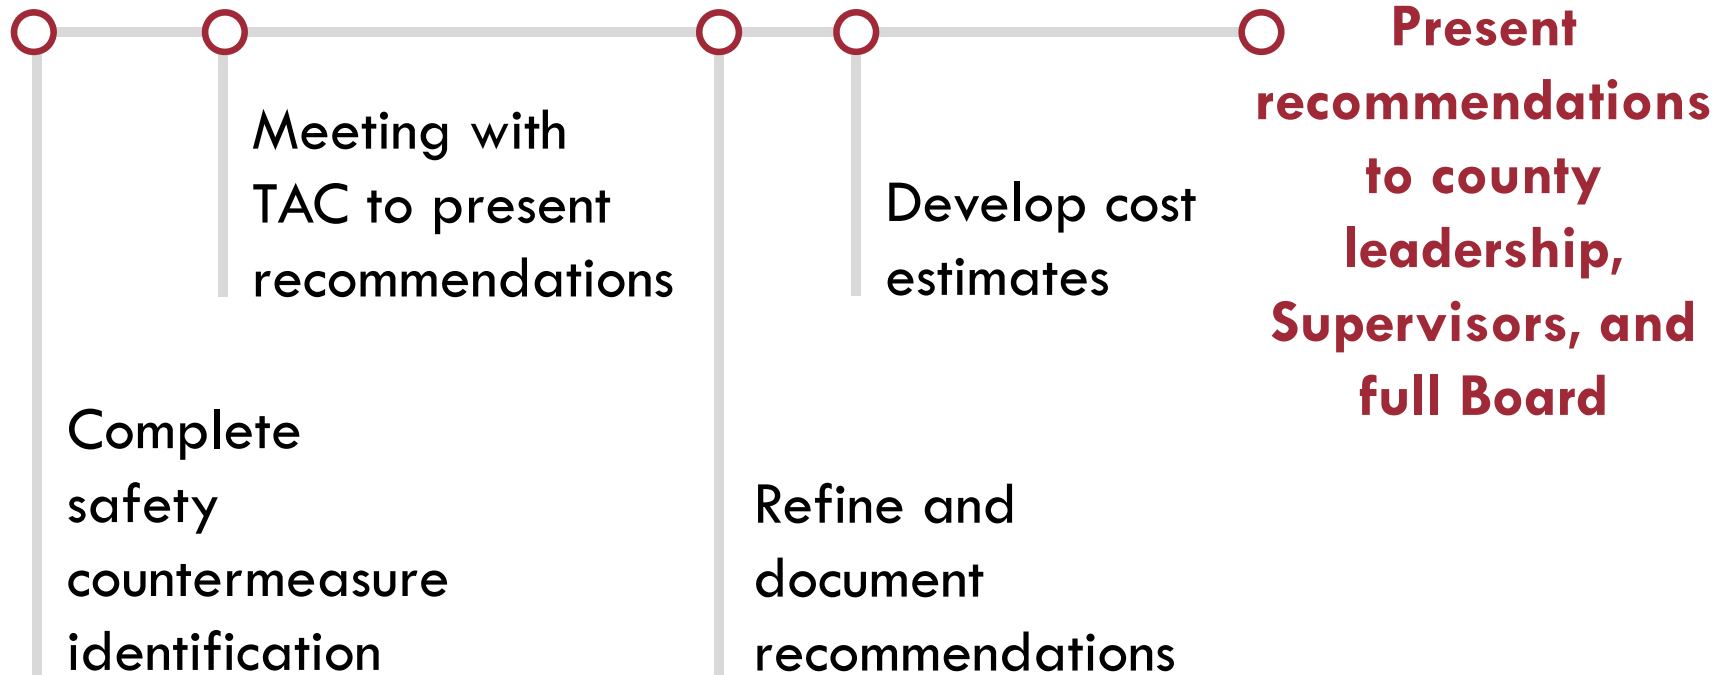 Complete
safety
countermeasure
identification
Meeting with
TAC to present
recommendations
Refine and
document
recommendations
Develop cost
estimates
Present
recommendations
to county
leadership,
Supervisors, and
full Board